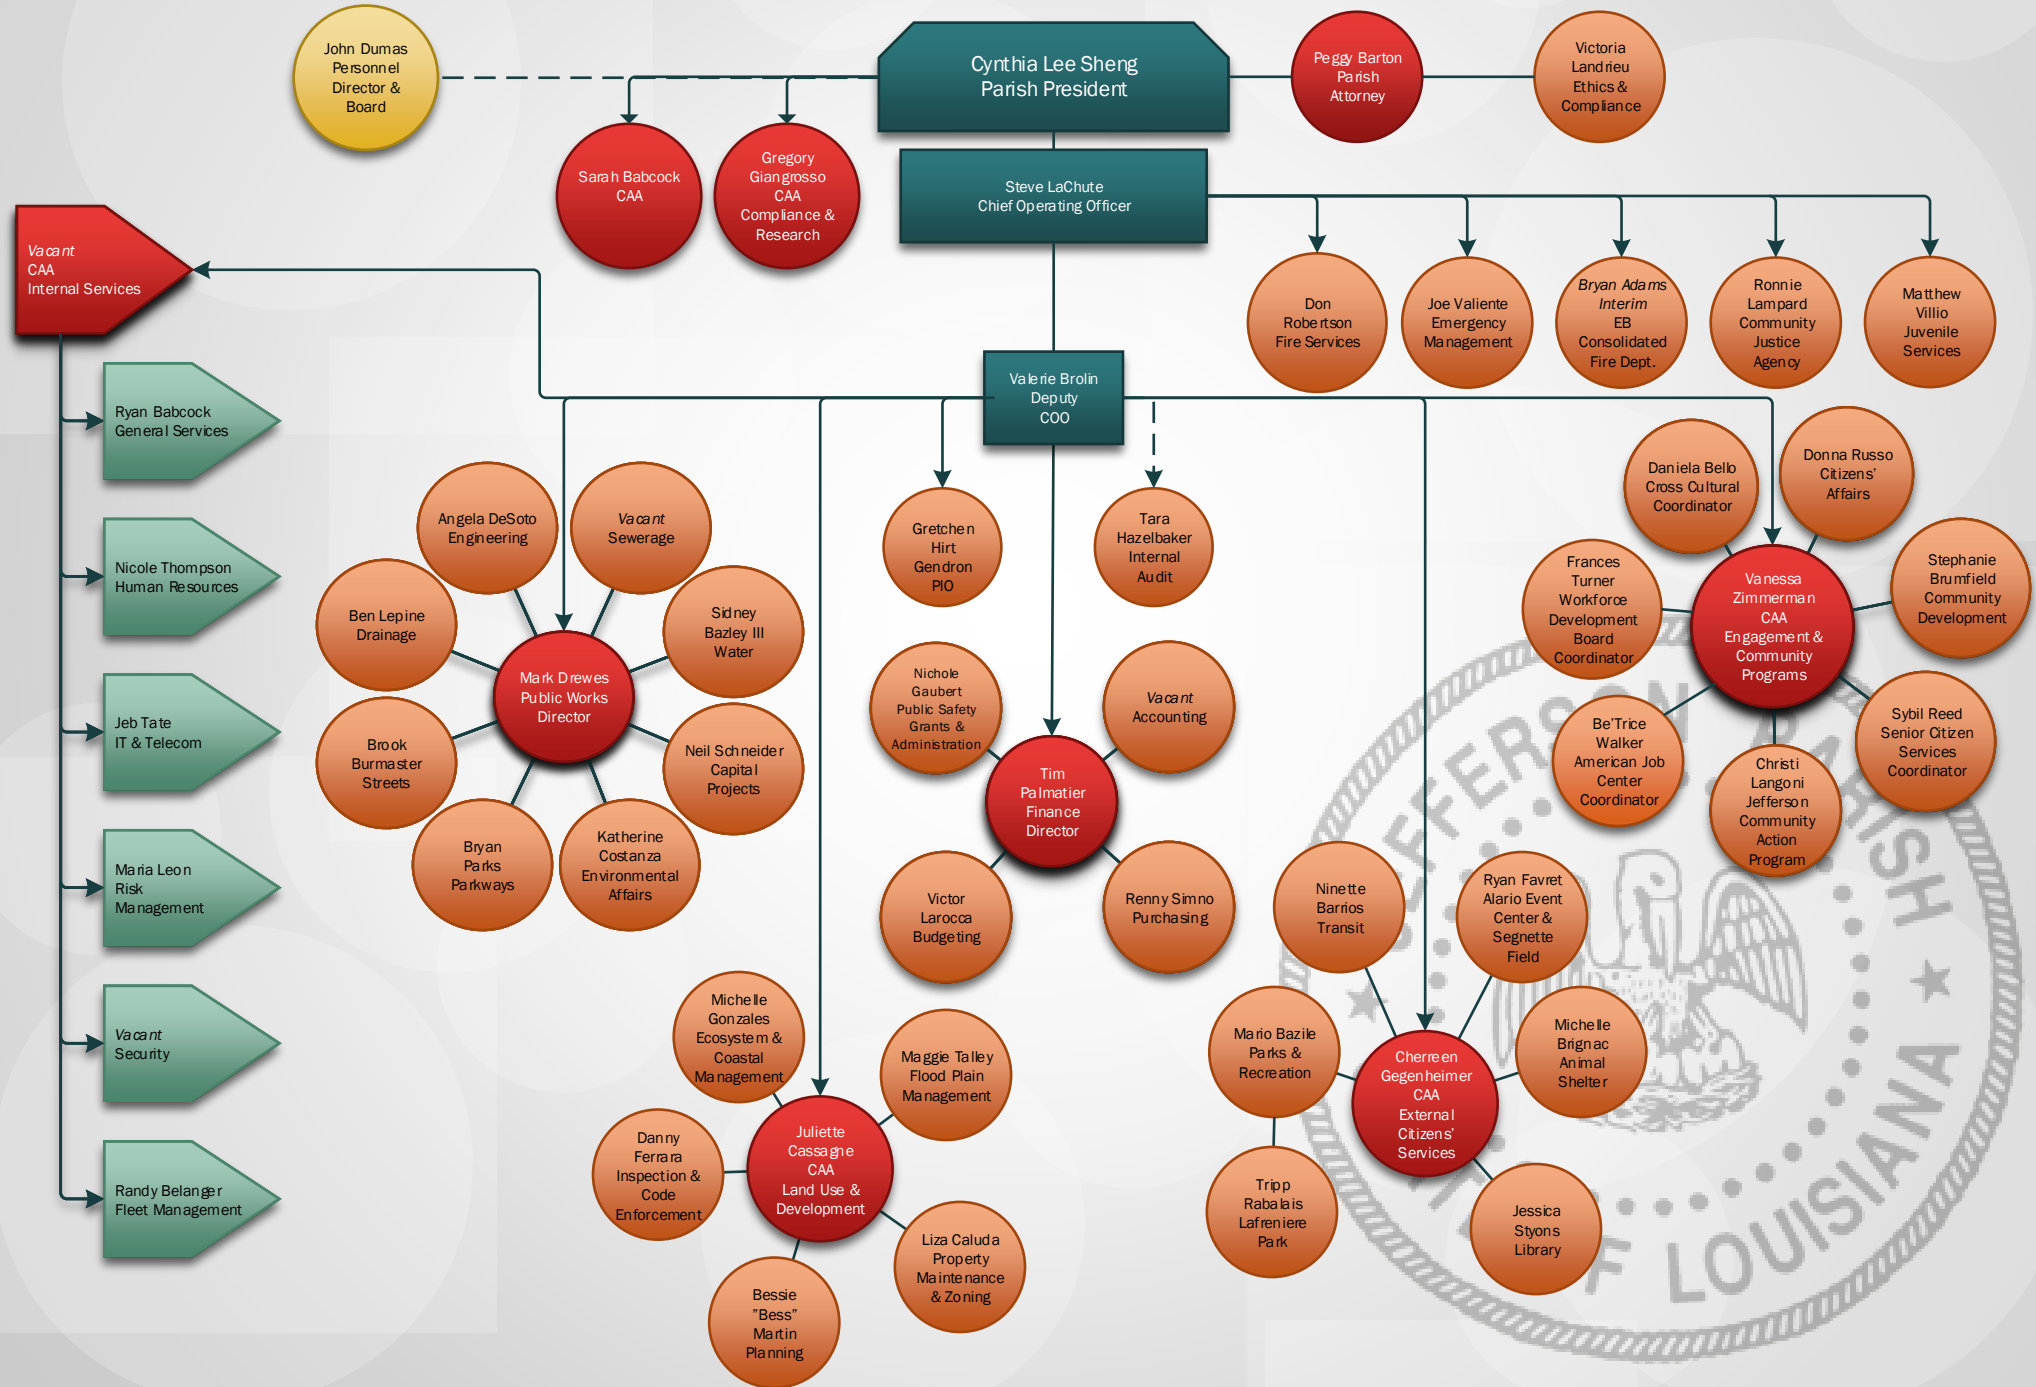 John Dumas
Personnel
Director &
Board
Cynthia Lee Sheng
Parish President
Peggy Barton
Parish
Attorney
Victoria
Landrieu
Ethics &
Compliance
Sarah Babcock
CAA
Gregory
Giangrosso
CAA
Compliance &
Research
Steve LaChute
Chief Operating Officer
Vacant
CAA
Internal Services
Don
Robertson
Fire Services
Joe Valiente
Emergency
Management
Bryan Adams
Interim
EB
Consolidated
Fire Dept.
Ronnie
Lampard
Community
Justice
Agency
Matthew
Villio
Juvenile
Services
Valerie Brolin
Deputy
COO
Ryan Babcock
General Services
Nicole Thompson
Human Resources
Jeb Tate
IT & Telecom
Maria Leon
Risk
Management
Vacant
Security
Randy Belanger
Fleet Management
Angela DeSoto
Engineering
Vacant
Sewerage
Ben Lepine
Drainage
Sidney
Bazley III
Water
Mark Drewes
Public Works
Director
Brook
Burmaster
Streets
Neil Schneider
Capital
Projects
Bryan
Parks
Parkways
Katherine
Costanza
Environmental
Affairs
Gretchen
Hirt
Gendron
PIO
Tara
Hazelbaker
Internal
Audit
Nichole
Gaubert
Public Safety
Grants &
Administration
Vacant
Accounting
Tim
Palmatier
Finance
Director
Victor
Larocca
Budgeting
Renny Simno
Purchasing
Daniela Bello
Cross Cultural
Coordinator
Donna Russo
Citizens'
Affairs
Frances
Turner
Workforce
Development
Board
Coordinator
Vanessa
Zimmerman
CAA
Engagement &
Community
Programs
Stephanie
Brumfield
Community
Development
Be'Trice
Walker
American Job
Center
Coordinator
Christi
Langoni
Jefferson
Community
Action
Program
Sybil Reed
Senior Citizen
Services
Coordinator
Michelle
Gonzales
Ecosystem &
Coastal
Management
Maggie Talley
Flood Plain
Management
Danny
Ferrara
Inspection &
Code
Enforcement
Juliette
Cassagne
CAA
Land Use &
Development
Liza Caluda
Property
Maintenance
& Zoning
Bessie
"Bess"
Martin
Planning
Ninette
Barrios
Transit
Ryan Favret
Alario Event
Center &
Segnette
Field
Mario Bazile
Parks &
Recreation
Cherreen
Gegenheimer
CAA
External
Citizens'
Services
Michelle
Brignac
Animal
Shelter
Tripp
Rabalais
Lafreniere
Park
Jessica
Styons
Library
JEFFERSON PARISH
LOUISIANA